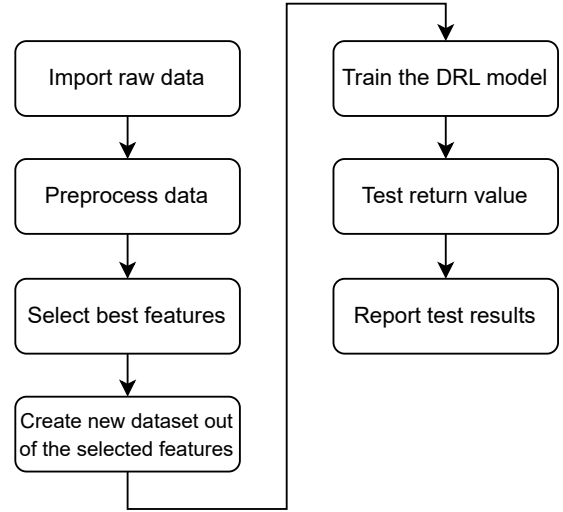 Import raw data
Preprocess data
Select best features
Create new dataset out
of the selected features
Train the DRL model
Test return value
Report test results